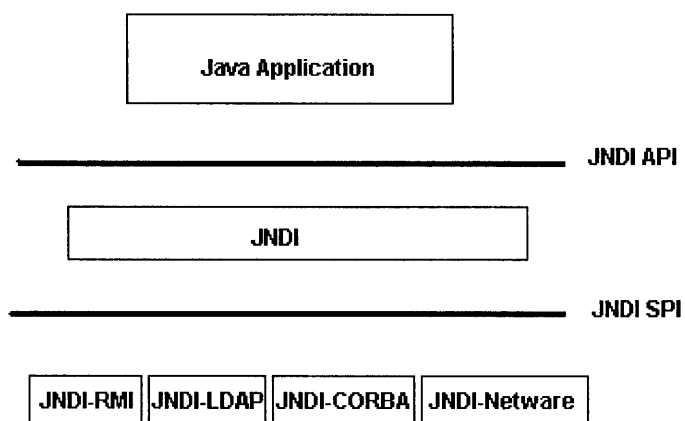 Java Application
JNDI API
JNDI
JNDI SPI
JNDI-RMI
JNDI-LDAP
JNDI-CORBA
JNDI-Netware